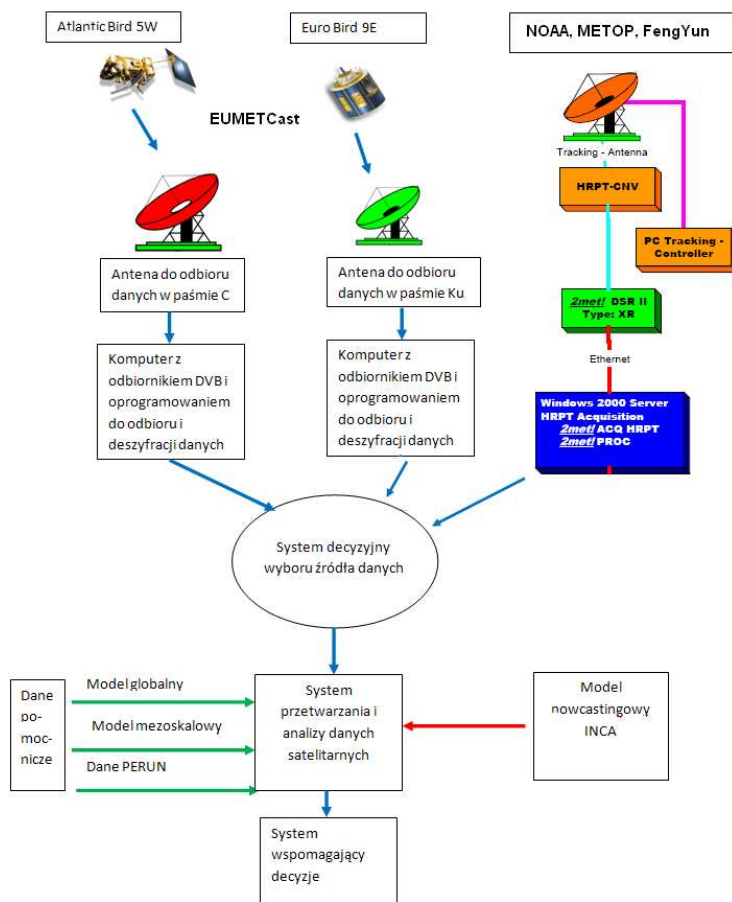 Atlantic Bird 5W
Euro Bird 9E
NOAA, METOP, FengYun
EUMETCast
Tracking - Antenna
HRPT-CNV
PC Tracking -
Controller
Antena do odbioru
danych w paśmie C
Antena do odbioru
danych w paśmie Ku
2met! DSR II
Type: XR
Ethernet
Komputer z
odbiornikiem DVB i
oprogramowaniem
do odbioru i
deszyfracji danych
Komputer z
odbiornikiem DVB i
oprogramowaniem
do odbioru i
deszyfracji danych
Windows 2000 Server
HRPT Acquisition
2met! ACQ HRPT
2met! PROC
System decyzyjny
wyboru źródła danych
Dane
po-
moc-
nicze
Model globalny
Model mezoskalowy
Dane PERUN
System
przetwarzania i
analizy danych
satelitarnych
Model
nowcastingowy
INCA
System
wspomagający
decyzje